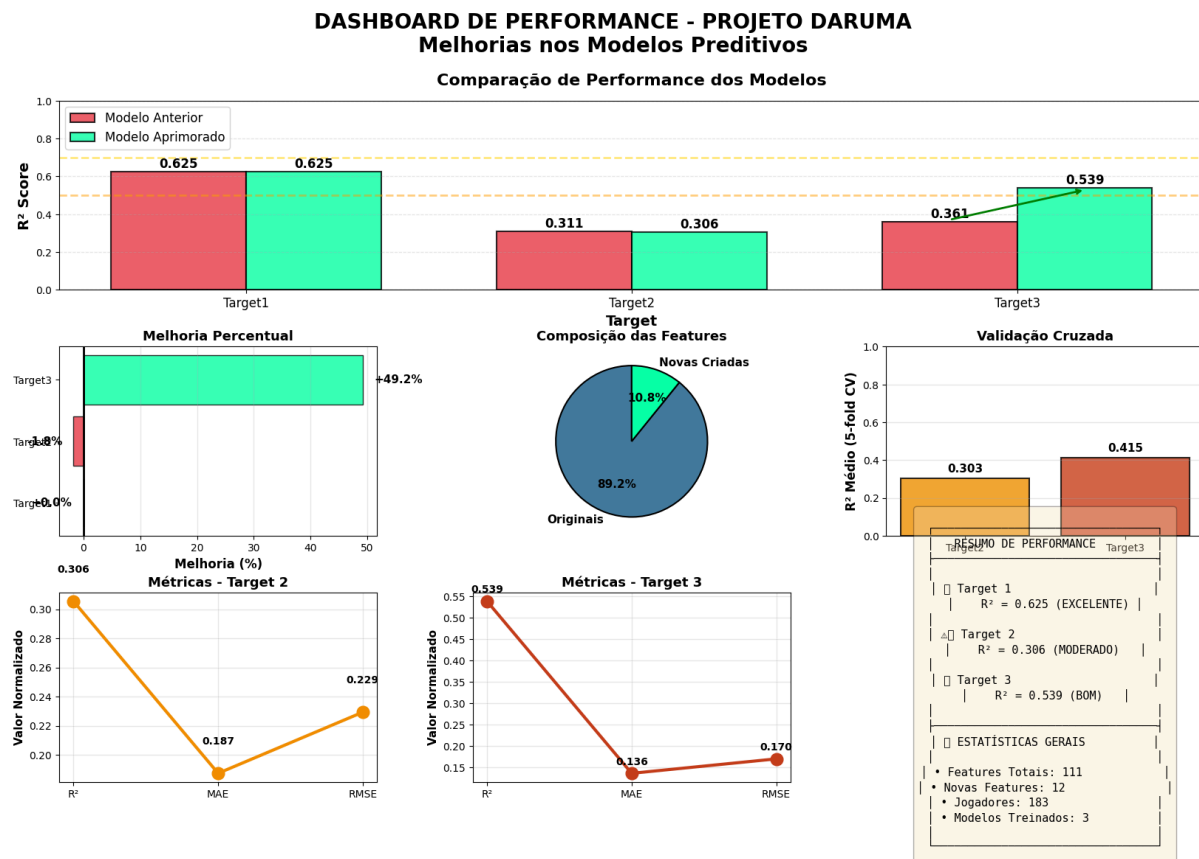 DASHBOARD DE PERFORMANCE - PROJETO DARUMA
Melhorias nos Modelos Preditivos
Comparação de Performance dos Modelos
R² Score
1.0
0.8
0.6
0.4
0.2
0.0
Modelo Anterior
Modelo Aprimorado
0.625
0.625
0.311
0.306
0.361
0.539
Target1
Target2
Target3
Target
Melhoria Percentual
Target3
+49.2%
Target2
-1.8%
Target1
+0.0%
0
10
20
30
40
50
Melhoria (%)
Composição das Features
Novas Criadas
10.8%
89.2%
Originais
Validação Cruzada
R² Médio (5-fold CV)
1.0
0.8
0.6
0.4
0.2
0.0
0.303
0.415
Target2
Target3
Métricas - Target 2
Valor Normalizado
0.30
0.28
0.26
0.24
0.22
0.20
0.306
0.187
0.229
R²
MAE
RMSE
Métricas - Target 3
Valor Normalizado
0.55
0.50
0.45
0.40
0.35
0.30
0.25
0.20
0.15
0.539
0.136
0.170
R²
MAE
RMSE
RESUMO DE PERFORMANCE
Target 1
R² = 0.625 (EXCELENTE)
⚠ Target 2
R² = 0.306 (MODERADO)
Target 3
R² = 0.539 (BOM)
ESTATÍSTICAS GERAIS
• Features Totais: 111
• Novas Features: 12
• Jogadores: 183
• Modelos Treinados: 3